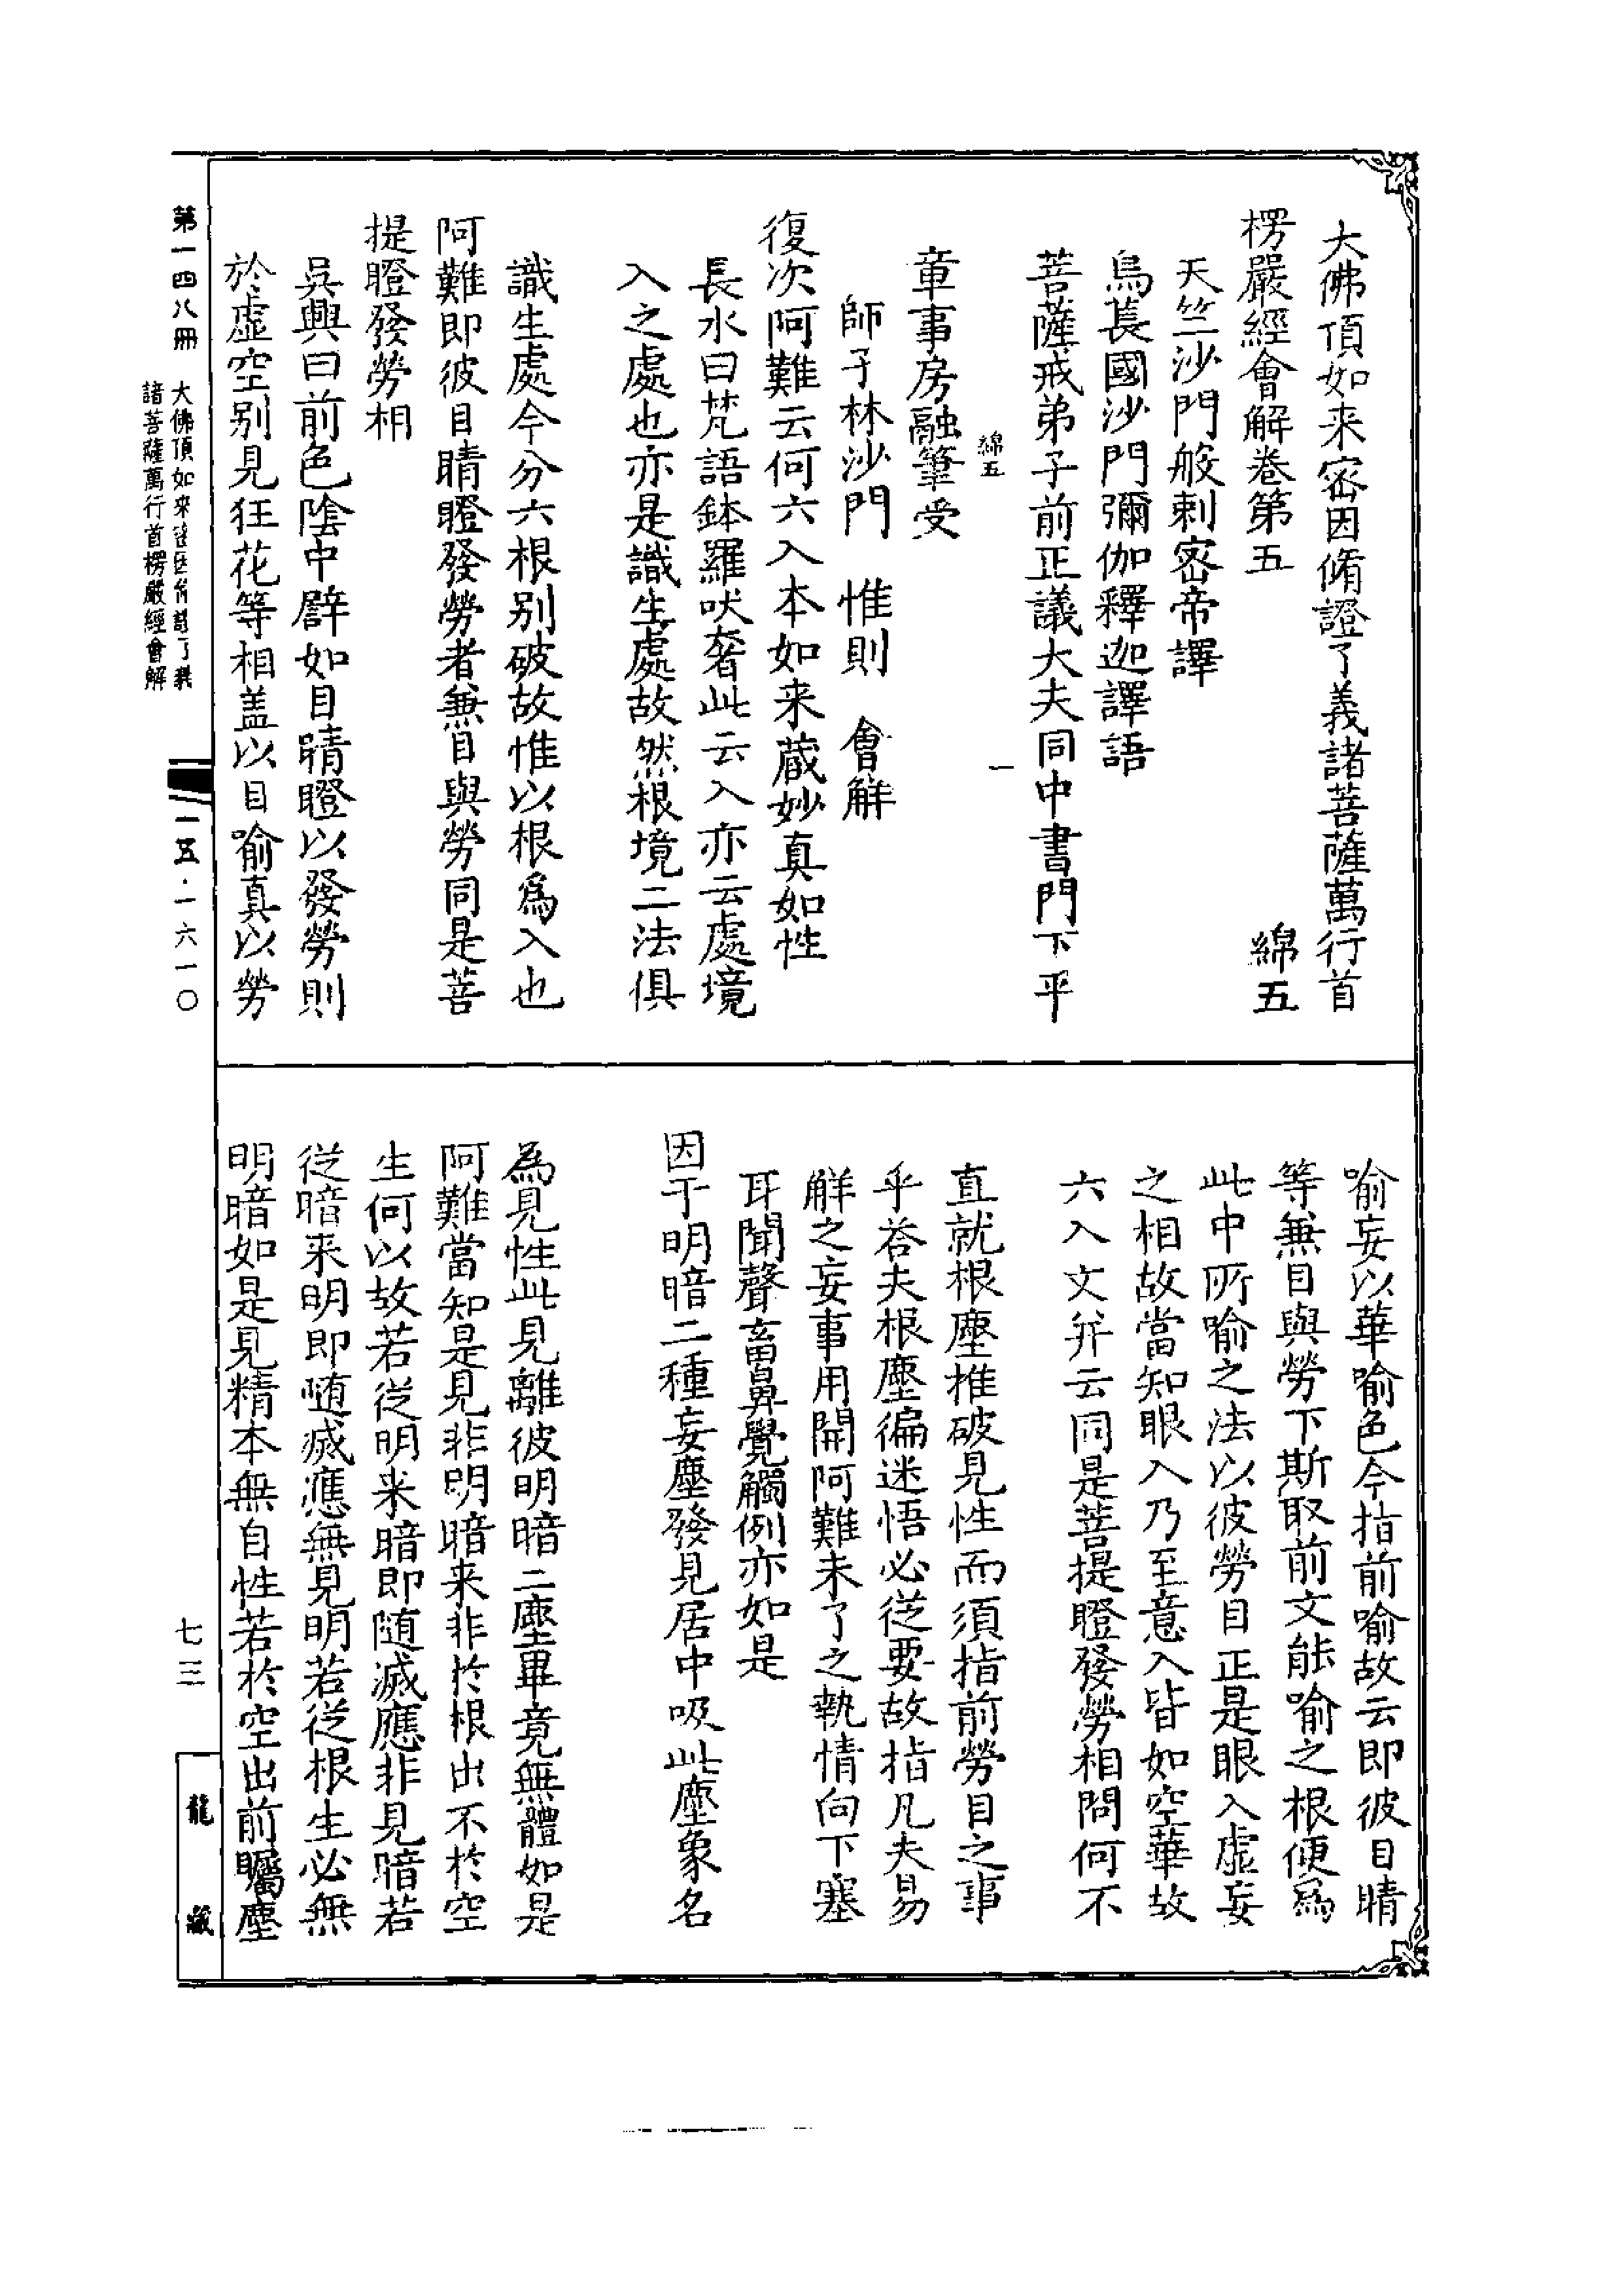 大佛頂如来宻因脩證了義諸菩薩萬行首
楞嚴經會解卷第五　綿五
天竺沙門般剌宻帝譯
烏萇國沙門彌伽釋迦譯語
菩薩戒弟子前正議大夫同中書門下平
綿五　一
章事房融筆受
師子林沙門　惟則　會解
復次阿難云何六入本如来藏妙真如性
長水曰梵語鉢羅吠奢此云入亦云處境
入之處也亦是識生處故然根境二法俱
識生處今分六根别破故惟以根為入也
阿難即彼目睛瞪發勞者兼目與勞同是菩
提瞪發勞相
吳興曰前色陰中譬如目睛瞪以發勞則
於虛空别見狂花等相盖以目喻真以勞
喻妄以華喻色今指前喻故云即彼目睛
等兼目與勞下斯取前文能喻之根便為
此中所喻之法以彼勞目正是眼入虛妄
之相故當知眼入乃至意入皆如空華故
六入文并云同是菩提瞪發勞相問何不
直就根塵推破見性而須指前勞目之事
乎荅夫根塵徧迷悟必從要故指凡夫易
解之妄事用開阿難未了之執情向下塞
耳聞聲畜鼻覺觸例亦如是
因于明暗二種妄塵發見居中吸此塵象名
為見性此見離彼明暗二塵畢竟無體如是
阿難當知是見非明暗来非於根出不於空
生何以故若從明来暗即随滅應非見暗若
從暗来明即随滅應無見明若從根生必無
明暗如是見精本無自性若於空出前矚塵
第一四八冊
大佛頂如来密因脩證了義
諸菩薩萬行首楞嚴經會解
一五·一六一〇
七三
龍藏